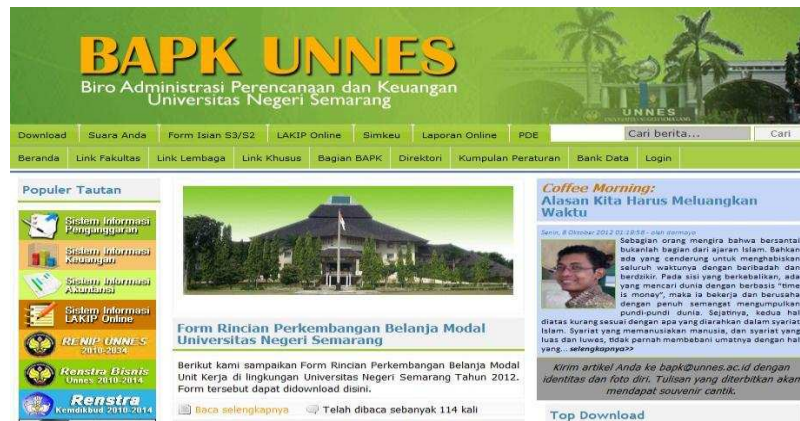 BAPK UNNES
Biro Administrasi Perencanaan dan Keuangan
Universitas Negeri Semarang
UNNES
Download Suara Anda Form Isian S3/S2 LAKIP Online Simkeu Laporan Online PDE Cari berita... Cari
Beranda Link Fakultas Link Lembaga Link Khusus Bagian BAPK Direktori Kumpulan Peraturan Bank Data Login
Populer Tautan
Sistem Informasi
Penganggaran
Sistem Informasi
Keuangan
Sistem Informasi
Akuntansi
Sistem Informasi
LAKIP Online
RENIP UNNES
2010-2034
Renstra Bisnis
Unnes 2010-2014
Renstra
Kemdikbud 2010-2014
Form Rincian Perkembangan Belanja Modal
Universitas Negeri Semarang
Berikut kami sampaikan Form Rincian Perkembangan Belanja Modal
Unit Kerja di lingkungan Universitas Negeri Semarang Tahun 2012.
Form tersebut dapat didownload disini.
Baca selengkapnya Telah dibaca sebanyak 114 kali
Coffee Morning:
Alasan Kita Harus Meluangkan
Waktu
Senin, 8 Oktober 2012 01:19:56 - oleh dermayo
Sebagian orang mengira bahwa bersantai
bukanlah bagian dari ajaran Islam. Bahkan
ada yang cenderung untuk menghabiskan
seluruh waktunya dengan beribadah dan
berdzikir. Pada sisi yang berkebalikan, ada
yang mencari dunia dengan berbasis "time
is money", maka ia bekerja dan berusaha
dengan penuh semangat mengumpulkan
pundi-pundi dunia. Sejatinya, kedua hal
diatas kurang sesuai dengan apa yang diarahkan dalam syariat
Islam. Syariat yang memanusiakan manusia, dan syariat yang
luas dan luwes, tidak pernah membebani umatnya dengan hal
yang... selengkapnya>>
Kirim artikel Anda ke bapk@unnes.ac.id dengan
identitas dan foto diri. Tulisan yang diterbitkan akan
mendapat souvenir cantik.
Top Download